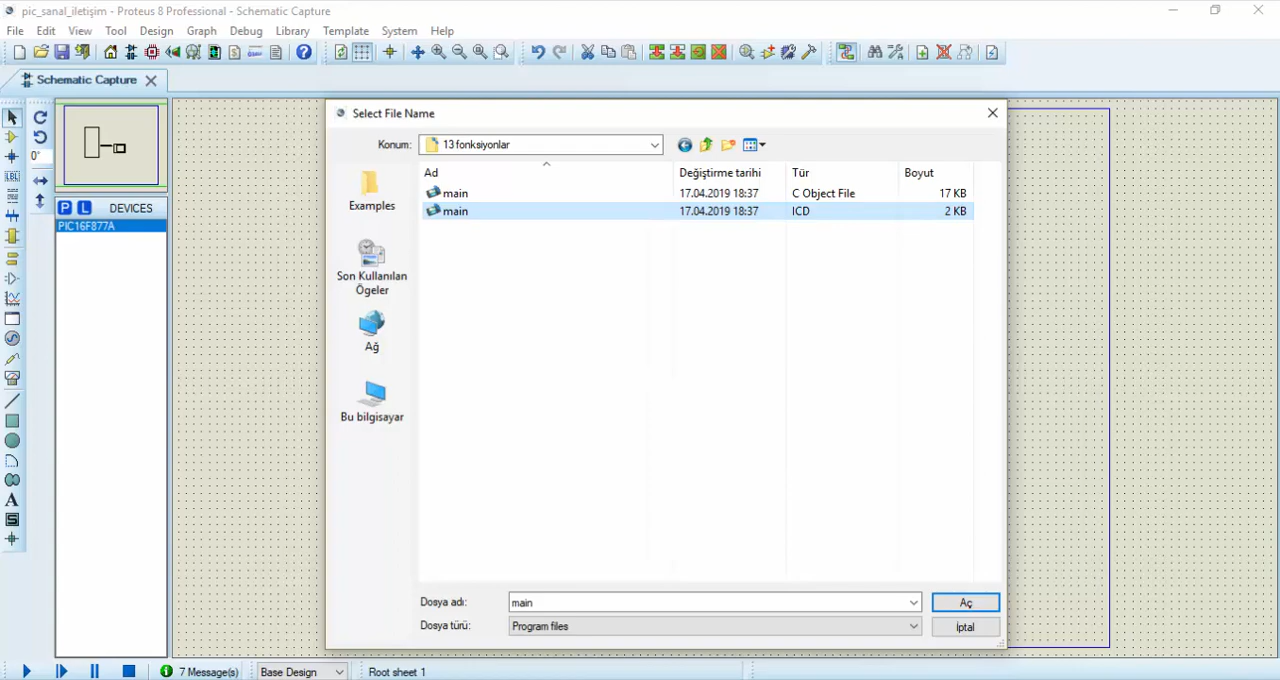 pic_sanal_iletişim - Proteus 8 Professional - Schematic Capture
File Edit View Tool Design Graph Debug Library Template System Help
Schematic Capture
Select File Name
Konum: 13 fonksiyonlar
0°
Ad Değiştirme tarihi Tür Boyut
main 17.04.2019 18:37 C Object File 17 KB
main 17.04.2019 18:37 ICD 2 KB
P L DEVICES
PIC16F877A
Examples
Son Kullanılan
Ögeler
Ağ
Bu bilgisayar
A
S
Dosya adı: main Aç
Dosya türü: Program files İptal
7 Message(s) Base Design Root sheet 1